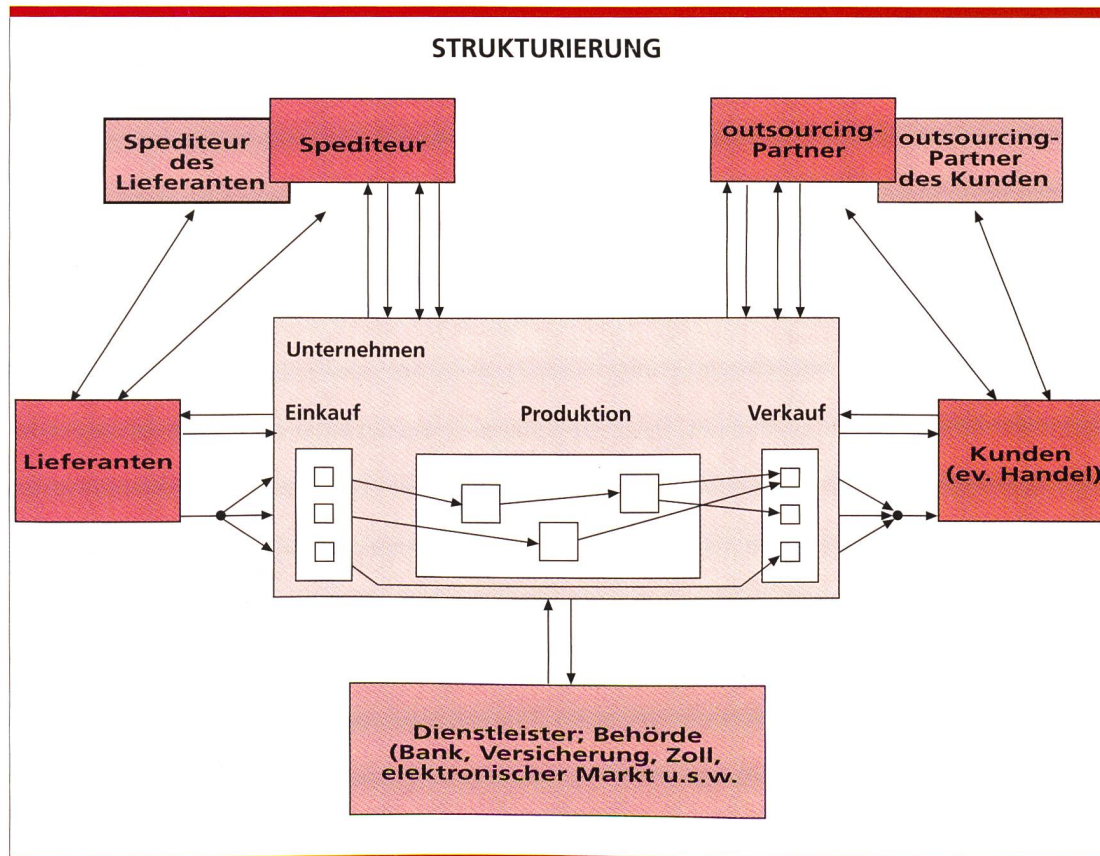 STRUKTURIERUNG
Spediteur
des
Lieferanten
Spediteur
outsourcing-
Partner
outsourcing-
Partner
des Kunden
Unternehmen
Einkauf
Produktion
Verkauf
Lieferanten
Kunden
(ev. Handel)
Dienstleister; Behörde
(Bank, Versicherung, Zoll,
elektronischer Markt u.s.w.